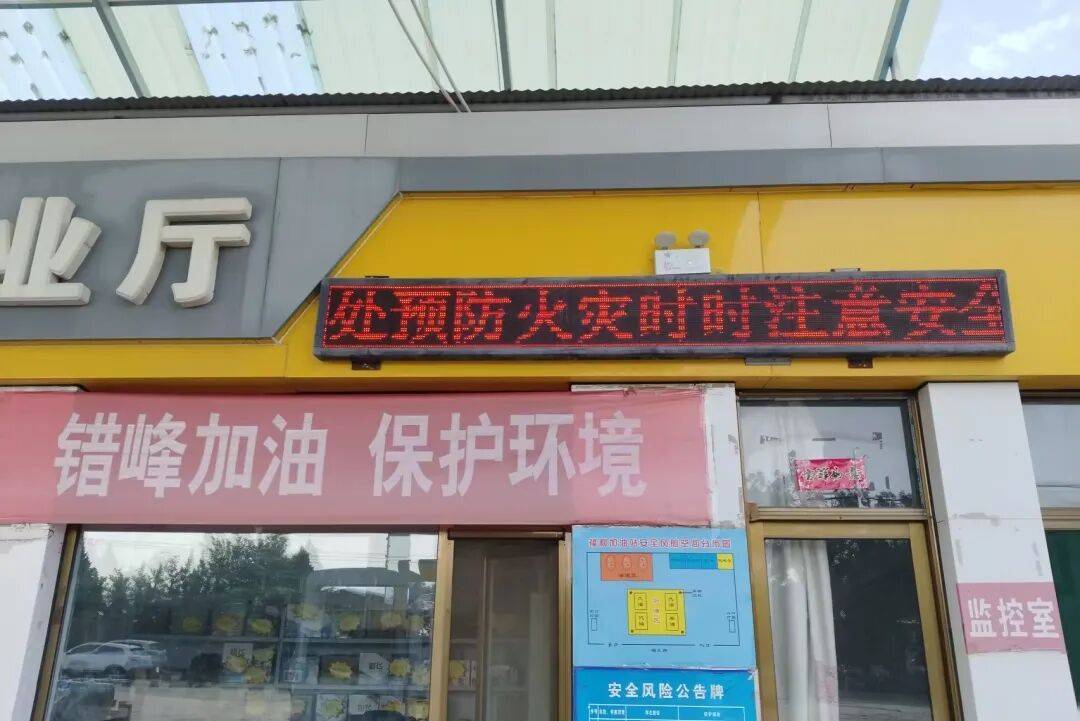 业厅
处预防火灾时时注意安全
错峰加油 保护环境
监控室
安全风险公告牌